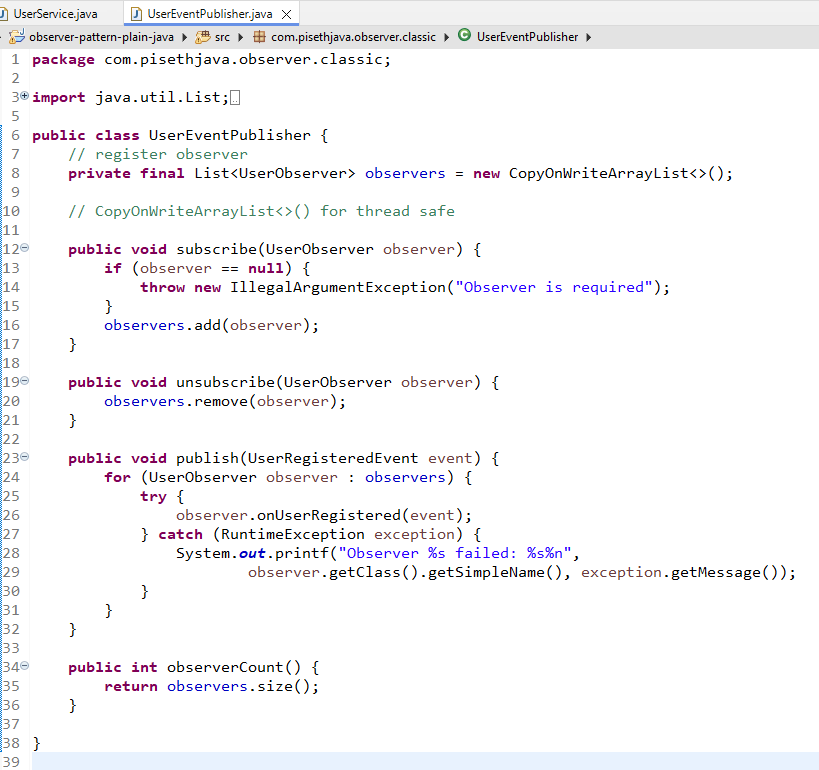 UserService.java
UserEventPublisher.java
observer-pattern-plain-java
src
com.pisethjava.observer.classic
UserEventPublisher
1 package com.pisethjava.observer.classic;
2
3 import java.util.List;
5
6 public class UserEventPublisher {
7     // register observer
8     private final List<UserObserver> observers = new CopyOnWriteArrayList<>();
9
10     // CopyOnWriteArrayList<>() for thread safe
11
12     public void subscribe(UserObserver observer) {
13         if (observer == null) {
14             throw new IllegalArgumentException("Observer is required");
15         }
16         observers.add(observer);
17     }
18
19     public void unsubscribe(UserObserver observer) {
20         observers.remove(observer);
21     }
22
23     public void publish(UserRegisteredEvent event) {
24         for (UserObserver observer : observers) {
25             try {
26                 observer.onUserRegistered(event);
27             } catch (RuntimeException exception) {
28                 System.out.printf("Observer %s failed: %s%n",
29                         observer.getClass().getSimpleName(), exception.getMessage());
30             }
31         }
32     }
33
34     public int observerCount() {
35         return observers.size();
36     }
37
38 }
39